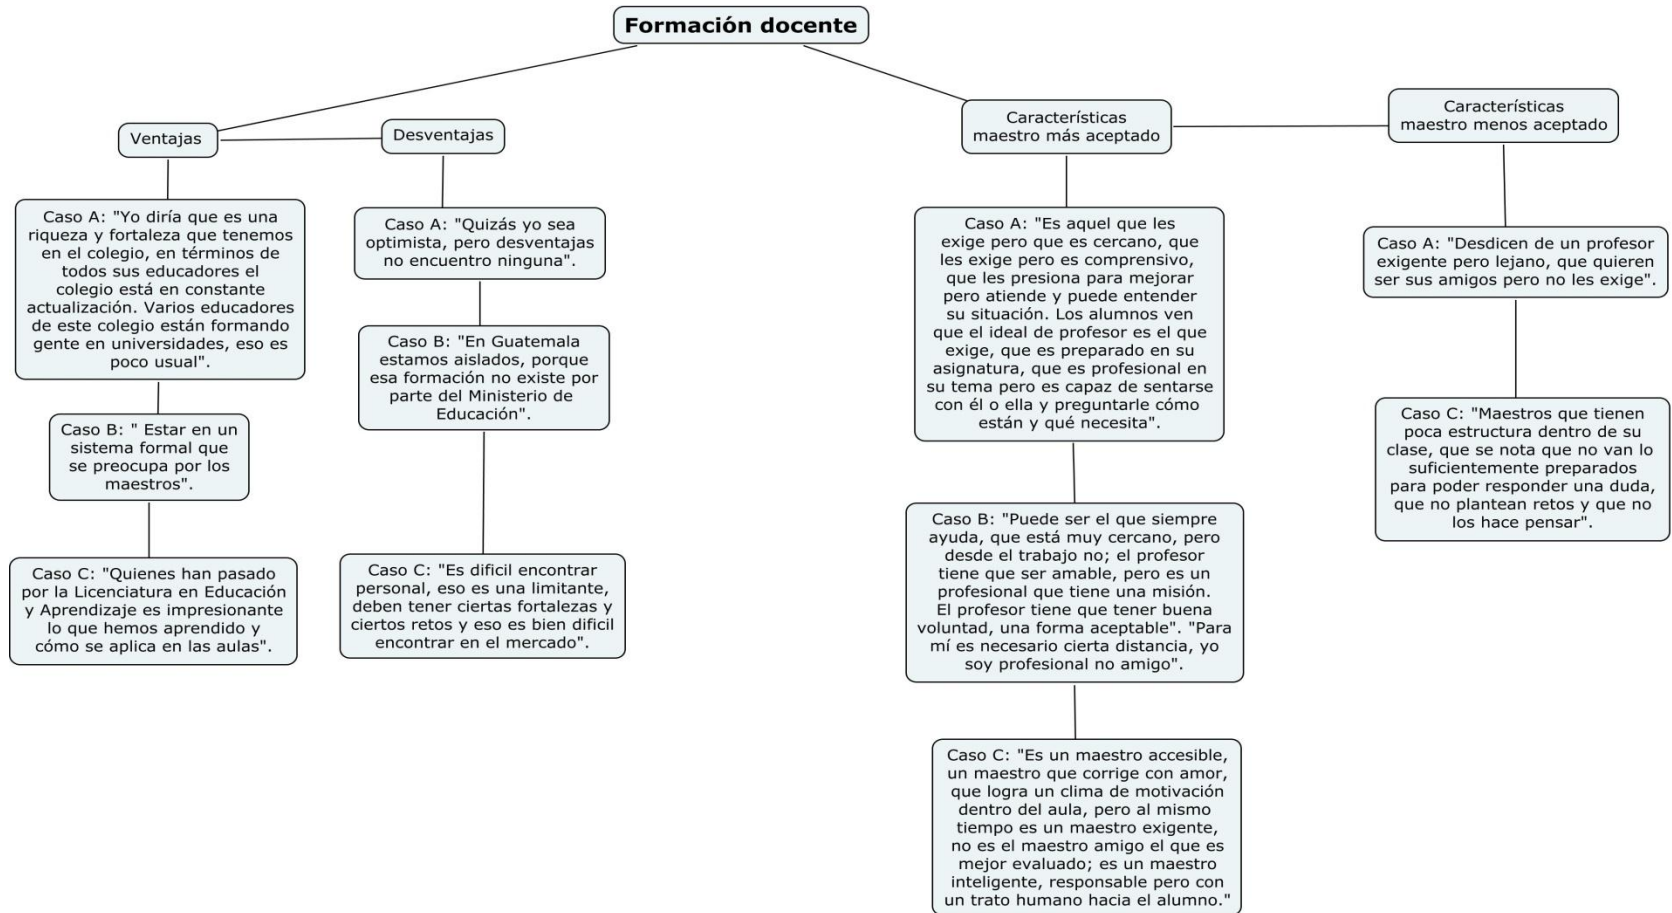 Formación docente
Ventajas
Desventajas
Características
maestro más aceptado
Características
maestro menos aceptado
Caso A: "Yo diría que es una
riqueza y fortaleza que tenemos
en el colegio, en términos de
todos sus educadores el
colegio está en constante
actualización. Varios educadores
de este colegio están formando
gente en universidades, eso es
poco usual".
Caso B: " Estar en un
sistema formal que
se preocupa por los
maestros".
Caso C: "Quienes han pasado
por la Licenciatura en Educación
y Aprendizaje es impresionante
lo que hemos aprendido y
cómo se aplica en las aulas".
Caso A: "Quizás yo sea
optimista, pero desventajas
no encuentro ninguna".
Caso B: "En Guatemala
estamos aislados, porque
esa formación no existe por
parte del Ministerio de
Educación".
Caso C: "Es dificil encontrar
personal, eso es una limitante,
deben tener ciertas fortalezas y
ciertos retos y eso es bien dificil
encontrar en el mercado".
Caso A: "Es aquel que les
exige pero que es cercano, que
les exige pero es comprensivo,
que les presiona para mejorar
pero atiende y puede entender
su situación. Los alumnos ven
que el ideal de profesor es el que
exige, que es preparado en su
asignatura, que es profesional en
su tema pero es capaz de sentarse
con él o ella y preguntarle cómo
están y qué necesita".
Caso B: "Puede ser el que siempre
ayuda, que está muy cercano, pero
desde el trabajo no; el profesor
tiene que ser amable, pero es un
profesional que tiene una misión.
El profesor tiene que tener buena
voluntad, una forma aceptable". "Para
mí es necesario cierta distancia, yo
soy profesional no amigo".
Caso C: "Es un maestro accesible,
un maestro que corrige con amor,
que logra un clima de motivación
dentro del aula, pero al mismo
tiempo es un maestro exigente,
no es el maestro amigo el que es
mejor evaluado; es un maestro
inteligente, responsable pero con
un trato humano hacia el alumno."
Caso A: "Desdicen de un profesor
exigente pero lejano, que quieren
ser sus amigos pero no les exige".
Caso C: "Maestros que tienen
poca estructura dentro de su
clase, que se nota que no van lo
suficientemente preparados
para poder responder una duda,
que no plantean retos y que no
los hace pensar".